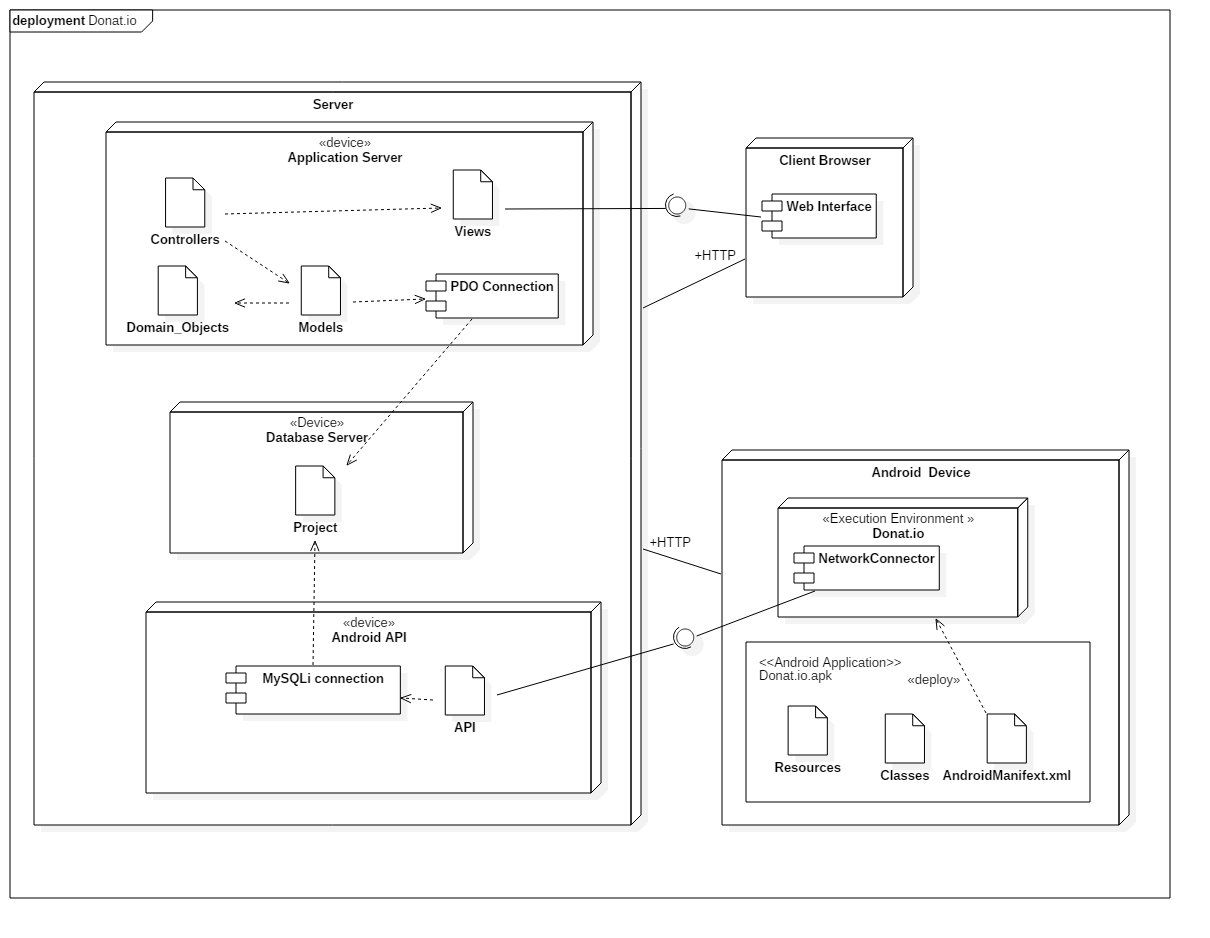 deployment Donat.io
Server
«device»
Application Server
Controllers
Views
Domain_Objects
Models
PDO Connection
Client Browser
Web Interface
+HTTP
«Device»
Database Server
Project
+HTTP
«device»
Android API
MySQLi connection
API
Android  Device
«Execution Environment »
Donat.io
NetworkConnector
<<Android Application>>
Donat.io.apk
«deploy»
Resources
Classes
AndroidManifext.xml